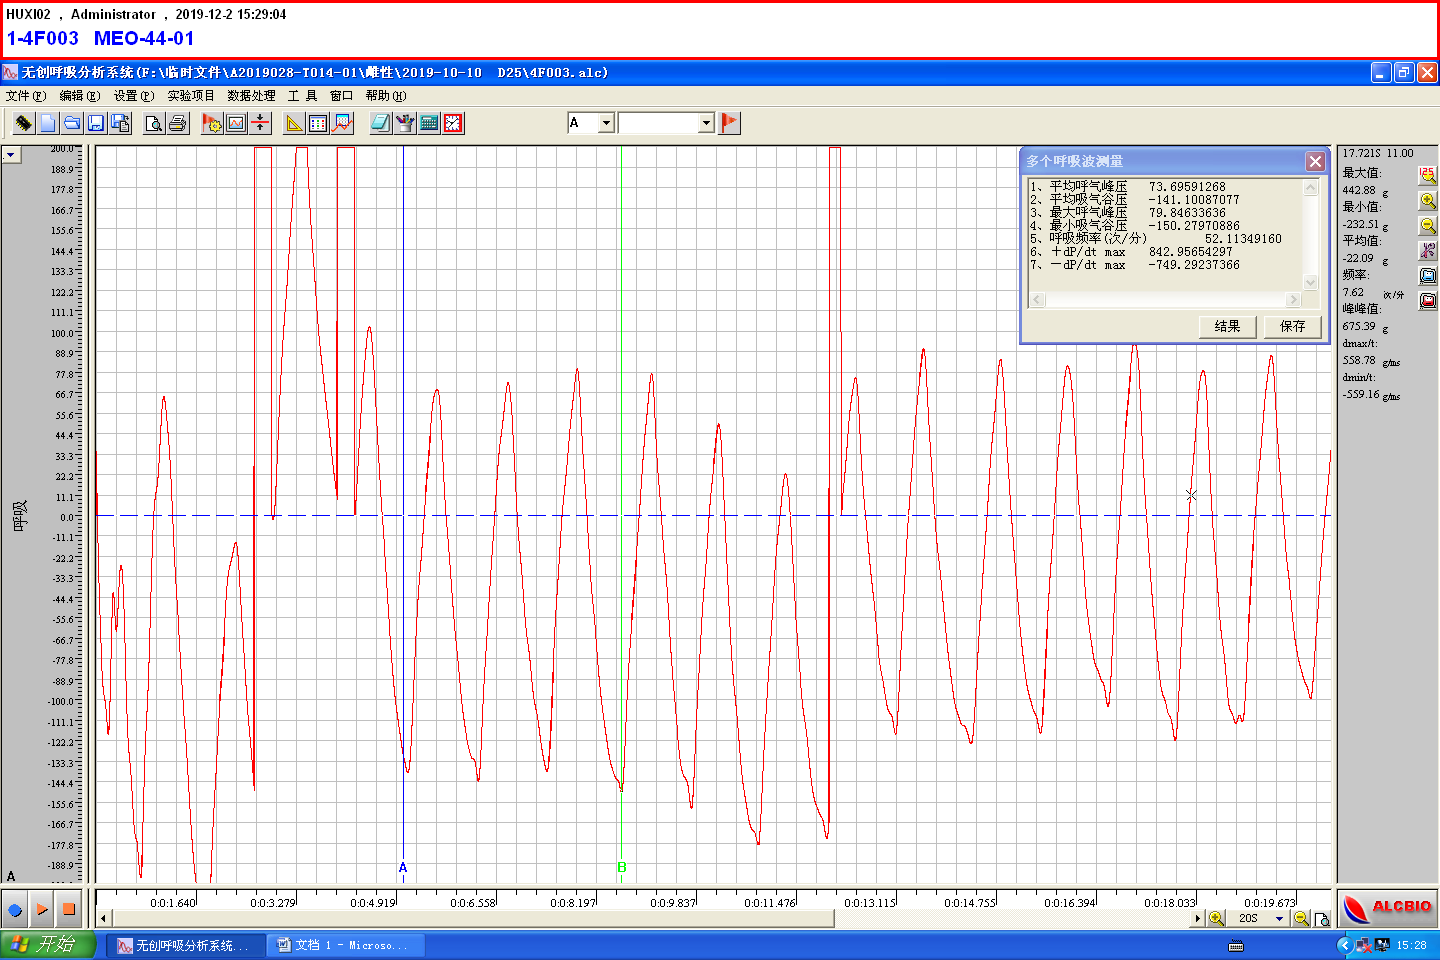 HUXI02 , Administrator , 2019-12-2 15:29:04
1-4F003 MEO-44-01
无创呼吸分析系统(F:\临时文件\A2019028-T014-01\雌性\2019-10-10 D25\4F003.alc)
文件(F) 编辑(E) 设置(P) 实验项目 数据处理 工 具 窗口 帮助(H)
A
200.0
188.9
177.8
166.7
155.6
144.4
133.3
122.2
111.1
100.0
88.9
77.8
66.7
55.6
44.4
33.3
22.2
11.1
0.0
-11.1
-22.2
-33.3
-44.4
-55.6
-66.7
-77.8
-88.9
-100.0
-111.1
-122.2
-133.3
-144.4
-155.6
-166.7
-177.8
-188.9
呼吸
A
A
B
多个呼吸波测量
1、平均呼气峰压 73.69591268
2、平均吸气谷压 -141.10087077
3、最大呼气峰压 79.84633636
4、最小吸气谷压 -150.27970886
5、呼吸频率(次/分) 52.11349160
6、+dP/dt max 842.95654297
7、-dP/dt max -749.29237366
结果 保存
17.721S 11.00
最大值:
442.88 g
最小值:
-232.51 g
平均值:
-22.09 g
频率:
7.62 次/分
峰峰值:
675.39 g
dmax/t:
558.78 g/ms
dmin/t:
-559.16 g/ms
125
0:0:1.640 0:0:3.279 0:0:4.919 0:0:6.558 0:0:8.197 0:0:9.837 0:0:11.476 0:0:13.115 0:0:14.755 0:0:16.394 0:0:18.033 0:0:19.673
20S
ALCBIO
开始 无创呼吸分析系统... 文档 1 - Microso... 15:28